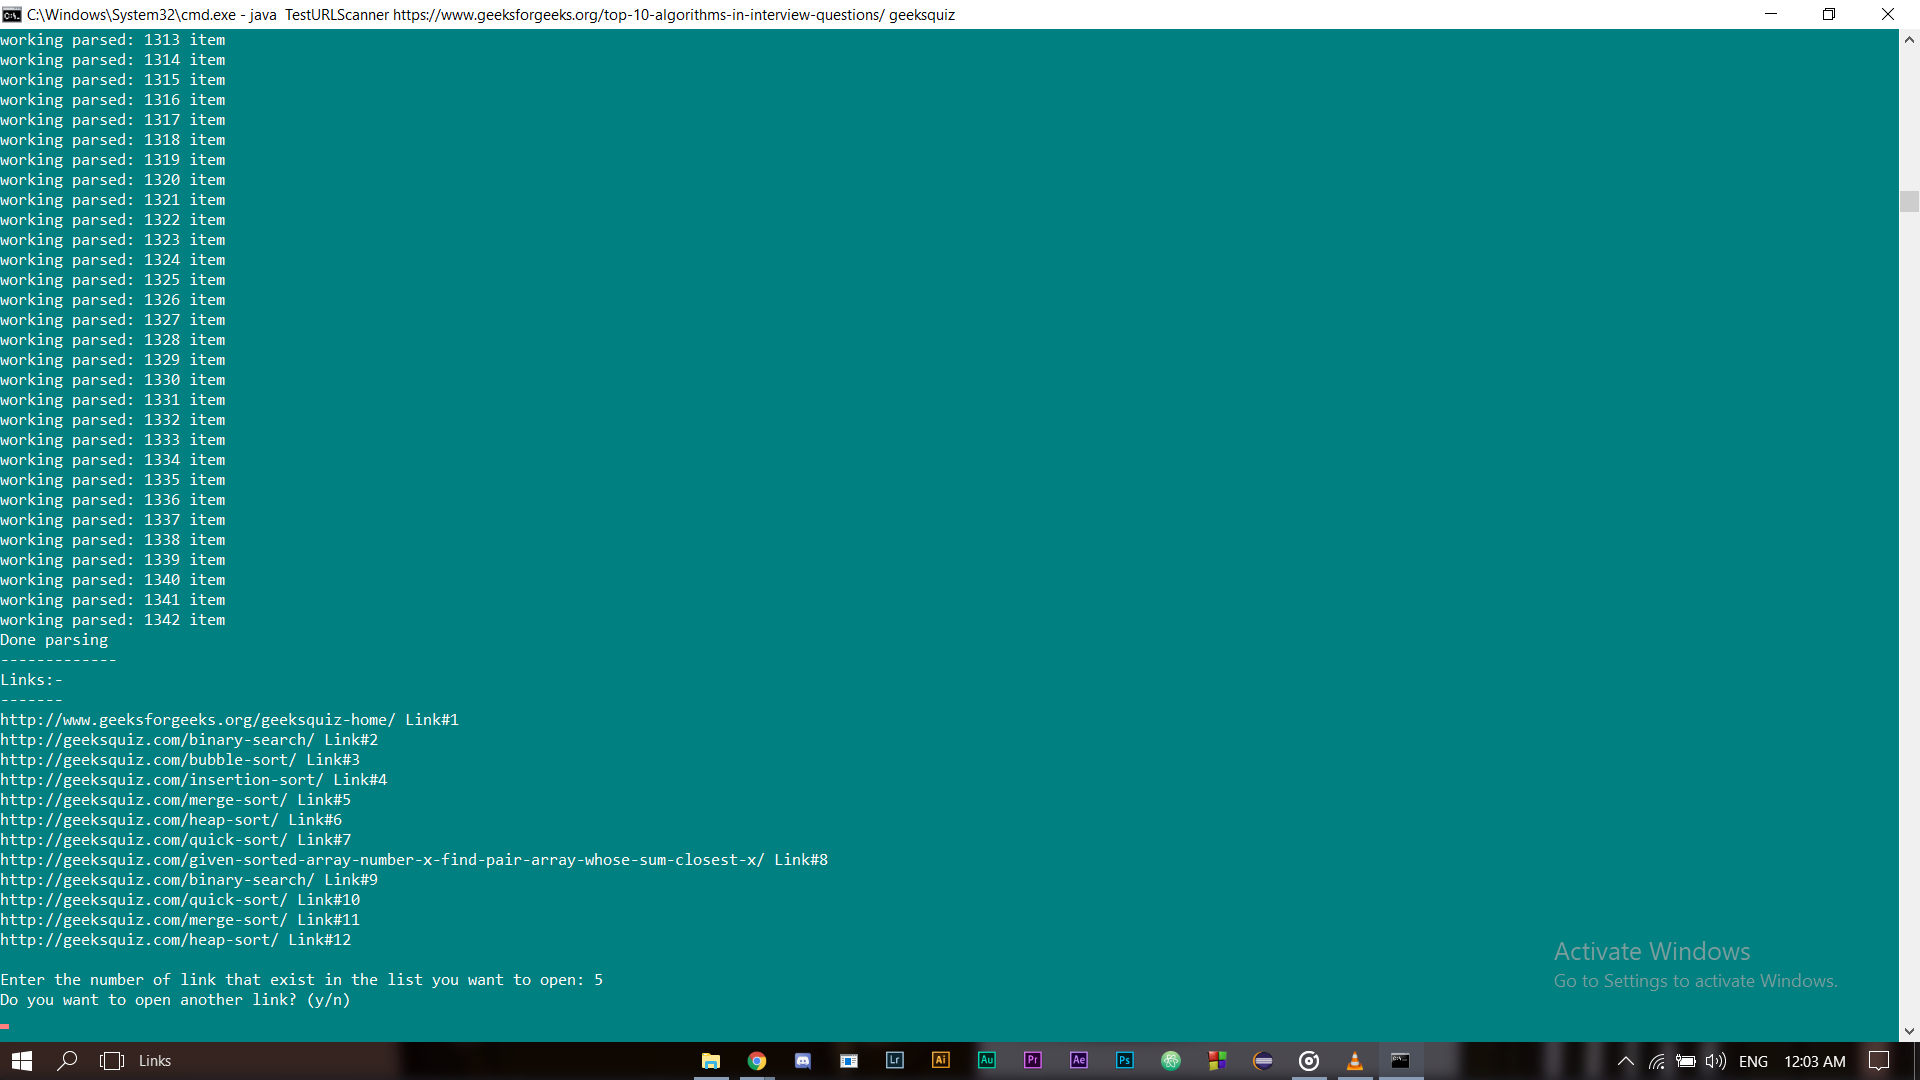 C:\Windows\System32\cmd.exe - java  TestURLScanner https://www.geeksforgeeks.org/top-10-algorithms-in-interview-questions/ geeksquiz
working parsed: 1313 item
working parsed: 1314 item
working parsed: 1315 item
working parsed: 1316 item
working parsed: 1317 item
working parsed: 1318 item
working parsed: 1319 item
working parsed: 1320 item
working parsed: 1321 item
working parsed: 1322 item
working parsed: 1323 item
working parsed: 1324 item
working parsed: 1325 item
working parsed: 1326 item
working parsed: 1327 item
working parsed: 1328 item
working parsed: 1329 item
working parsed: 1330 item
working parsed: 1331 item
working parsed: 1332 item
working parsed: 1333 item
working parsed: 1334 item
working parsed: 1335 item
working parsed: 1336 item
working parsed: 1337 item
working parsed: 1338 item
working parsed: 1339 item
working parsed: 1340 item
working parsed: 1341 item
working parsed: 1342 item
Done parsing
-------------
Links:-
-------
http://www.geeksforgeeks.org/geeksquiz-home/ Link#1
http://geeksquiz.com/binary-search/ Link#2
http://geeksquiz.com/bubble-sort/ Link#3
http://geeksquiz.com/insertion-sort/ Link#4
http://geeksquiz.com/merge-sort/ Link#5
http://geeksquiz.com/heap-sort/ Link#6
http://geeksquiz.com/quick-sort/ Link#7
http://geeksquiz.com/given-sorted-array-number-x-find-pair-array-whose-sum-closest-x/ Link#8
http://geeksquiz.com/binary-search/ Link#9
http://geeksquiz.com/quick-sort/ Link#10
http://geeksquiz.com/merge-sort/ Link#11
http://geeksquiz.com/heap-sort/ Link#12
Enter the number of link that exist in the list you want to open: 5
Do you want to open another link? (y/n)
Activate Windows
Go to Settings to activate Windows.
Links
Lr
Ai
Au
Pr
Ae
Ps
ENG
12:03 AM